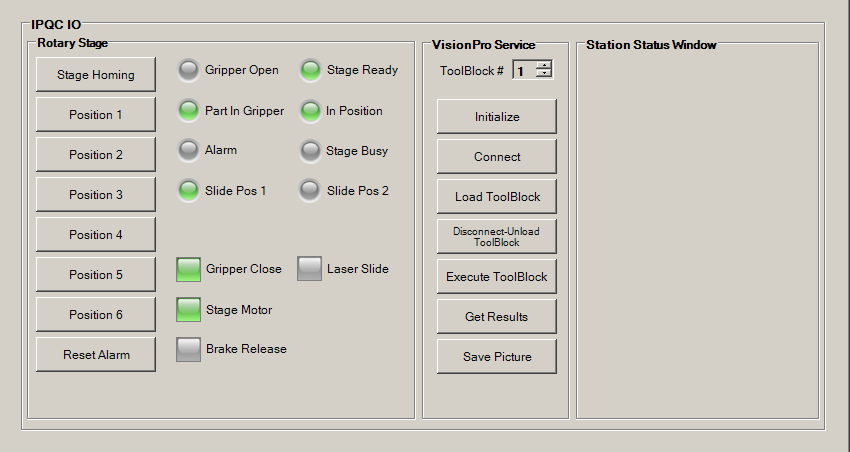 IPQC IO
Rotary Stage
Stage Homing
Position 1
Position 2
Position 3
Position 4
Position 5
Position 6
Reset Alarm
Gripper Open
Stage Ready
Part In Gripper
In Position
Alarm
Stage Busy
Slide Pos 1
Slide Pos 2
Gripper Close
Laser Slide
Stage Motor
Brake Release
VisionPro Service
ToolBlock # 1
Initialize
Connect
Load ToolBlock
Disconnect-Unload
ToolBlock
Execute ToolBlock
Get Results
Save Picture
Station Status Window